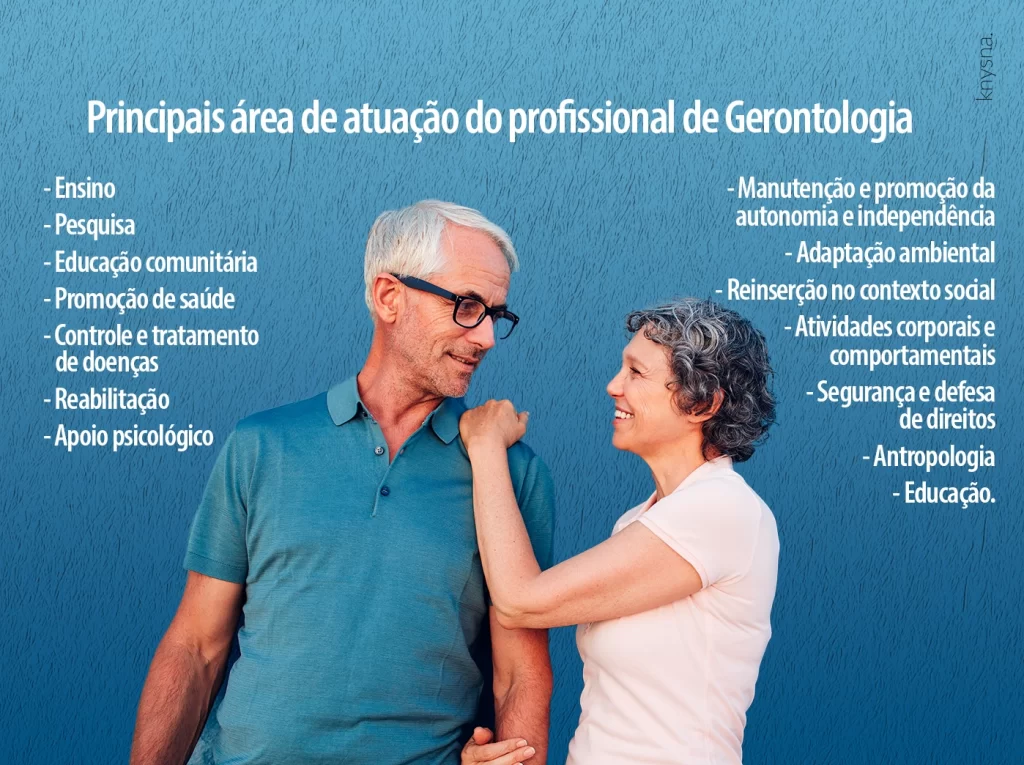 knysna.
Principais área de atuação do profissional de Gerontologia
- Ensino
- Pesquisa
- Educação comunitária
- Promoção de saúde
- Controle e tratamento
de doenças
- Reabilitação
- Apoio psicológico
- Manutenção e promoção da
autonomia e independência
- Adaptação ambiental
- Reinserção no contexto social
- Atividades corporais e
comportamentais
- Segurança e defesa
de direitos
- Antropologia
- Educação.